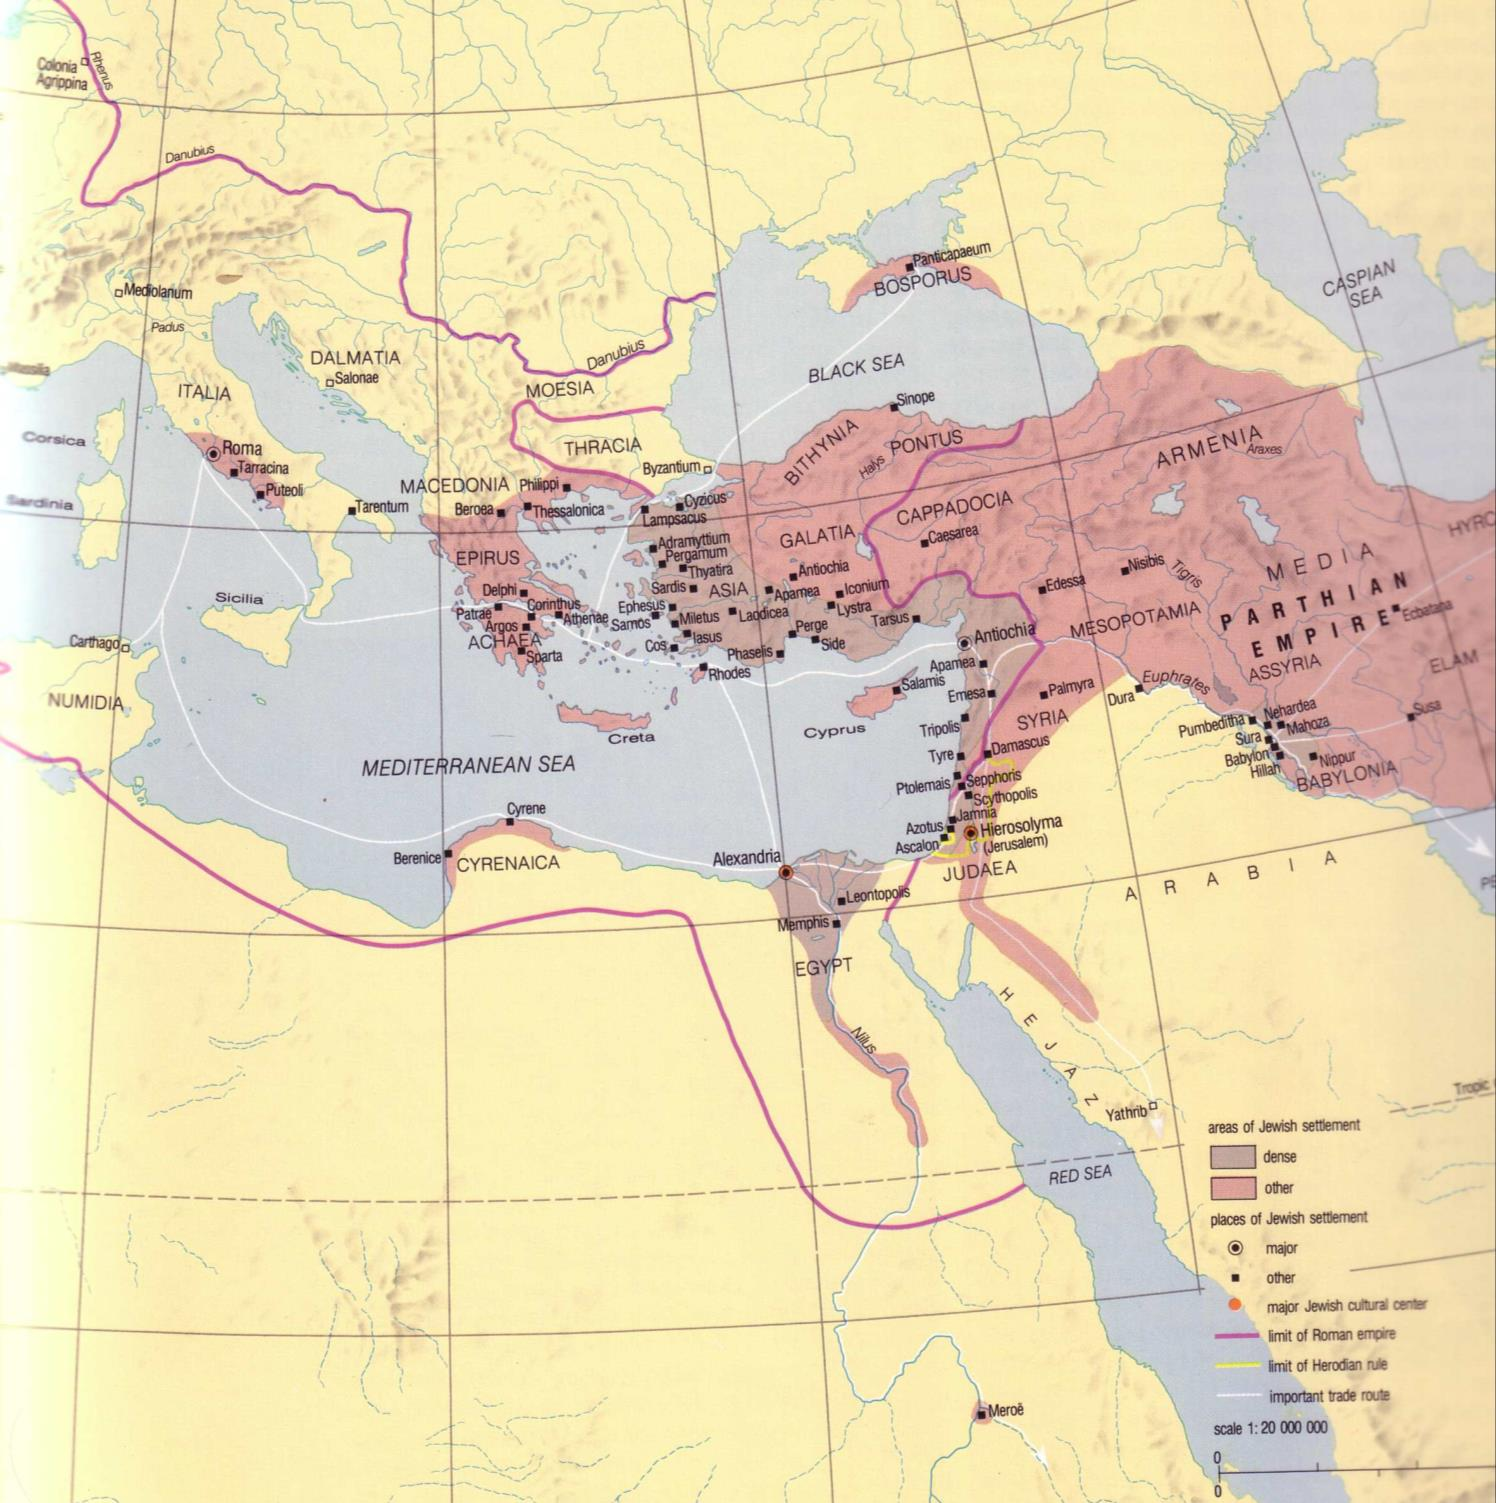 Colonia
Agrippina
Rhenus
Danubius
Mediolanum
Padus
DALMATIA
Salonae
ITALIA
Corsica
Sardinia
Roma
Tarracina
Puteoli
Tarentum
Sicilia
Carthago
NUMIDIA
Danubius
MOESIA
THRACIA
Byzantium
MACEDONIA
Philippi
Beroea
Thessalonica
EPIRUS
Delphi
Patrae
Corinthus
Argos
Athenae
ACHAEA
Sparta
Creta
MEDITERRANEAN SEA
Panticapaeum
BOSPORUS
BLACK SEA
CASPIAN
SEA
Sinope
BITHYNIA
Halys
PONTUS
ARMENIA
Araxes
Cyzicus
Lampsacus
Adramyttium
Pergamum
Thyatira
Sardis
ASIA
Ephesus
Samos
Miletus
Iasus
Cos
Rhodes
Laodicea
Apamea
GALATIA
Antiochia
Iconium
Lystra
Perge
Side
Phaselis
CAPPADOCIA
Caesarea
Tarsus
Antiochia
Edessa
Nisibis
Tigris
MEDIA
PARTHIAN
EMPIRE
HYRC
Ecbatana
MESOPOTAMIA
ASSYRIA
ELAM
Susa
Salamis
Cyprus
Apamea
Emesa
Palmyra
SYRIA
Dura
Euphrates
Pumbeditha
Nehardea
Mahoza
Sura
Babylon
Hillah
Nippur
BABYLONIA
Tripolis
Damascus
Tyre
Ptolemais
Sepphoris
Scythopolis
Jamnia
Azotus
Ascalon
Hierosolyma
(Jerusalem)
JUDAEA
ARABIA
PE
Cyrene
Berenice
CYRENAICA
Alexandria
Leontopolis
Memphis
EGYPT
Nilus
HEJAZ
Yathrib
Tropic
RED SEA
Meroë
areas of Jewish settlement
dense
other
places of Jewish settlement
major
other
major Jewish cultural center
limit of Roman empire
limit of Herodian rule
important trade route
scale 1: 20 000 000
0
0